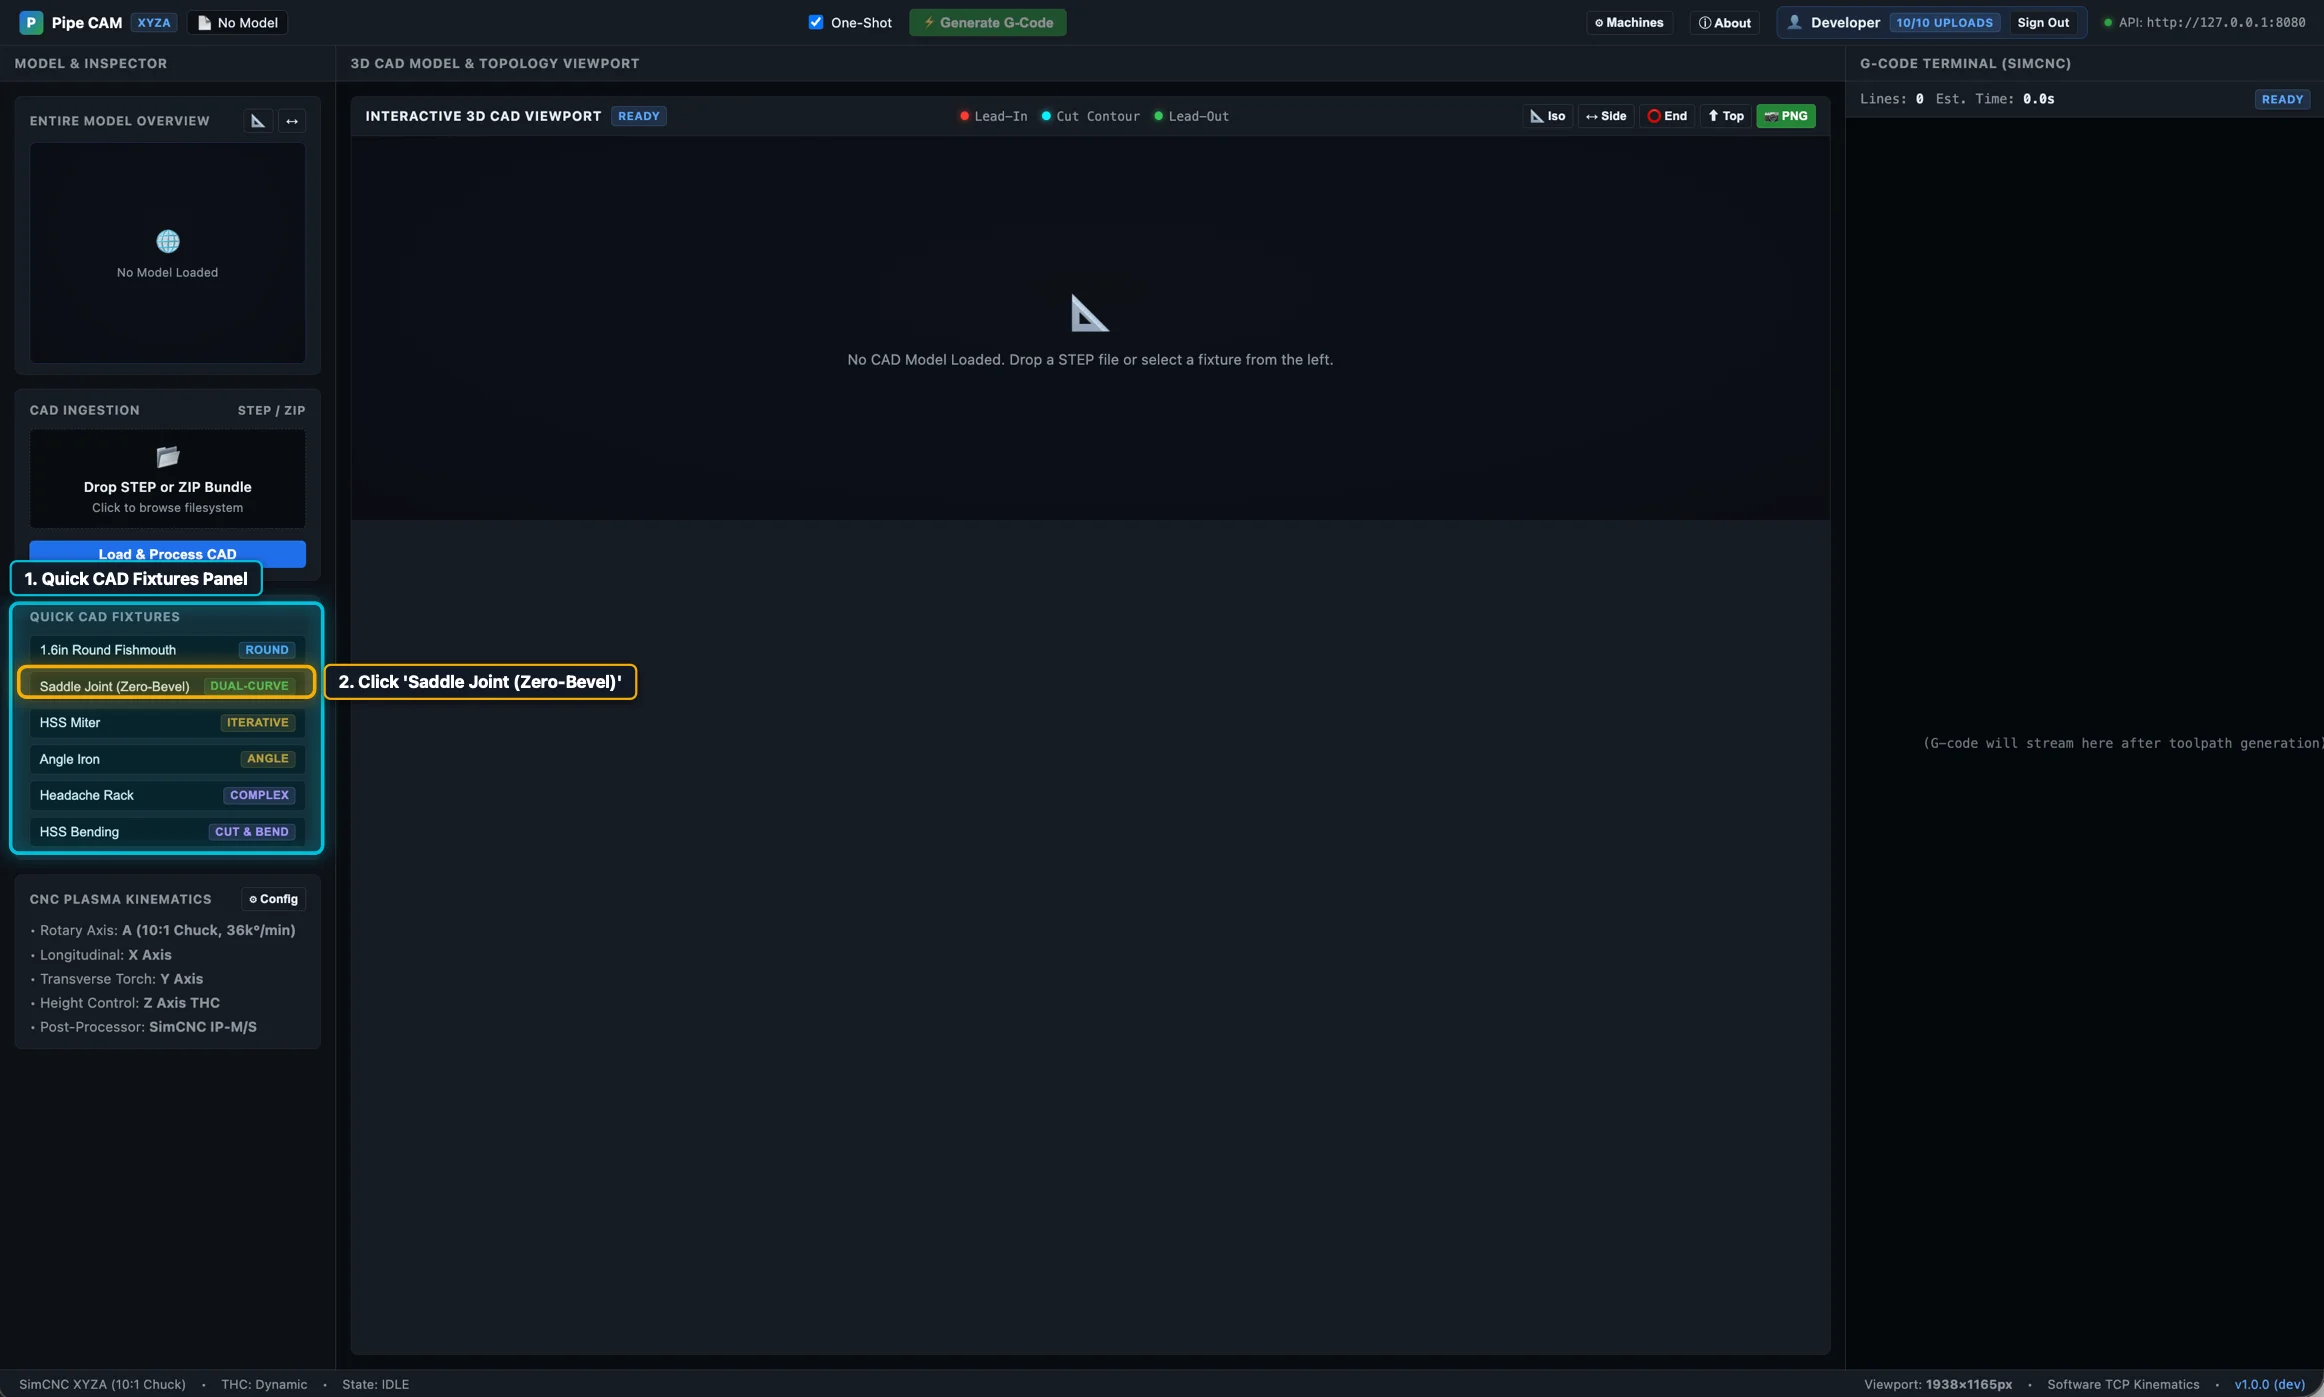 P Pipe CAM XYZA No Model
One-Shot Generate G-Code
Machines About Developer 10/10 UPLOADS Sign Out API: http://127.0.0.1:8080
MODEL & INSPECTOR
ENTIRE MODEL OVERVIEW
No Model Loaded
CAD INGESTION STEP / ZIP
Drop STEP or ZIP Bundle
Click to browse filesystem
Load & Process CAD
1. Quick CAD Fixtures Panel
QUICK CAD FIXTURES
1.6in Round Fishmouth ROUND
Saddle Joint (Zero-Bevel) DUAL-CURVE
2. Click 'Saddle Joint (Zero-Bevel)'
HSS Miter ITERATIVE
Angle Iron ANGLE
Headache Rack COMPLEX
HSS Bending CUT & BEND
CNC PLASMA KINEMATICS Config
• Rotary Axis: A (10:1 Chuck, 36k°/min)
• Longitudinal: X Axis
• Transverse Torch: Y Axis
• Height Control: Z Axis THC
• Post-Processor: SimCNC IP-M/S
3D CAD MODEL & TOPOLOGY VIEWPORT
INTERACTIVE 3D CAD VIEWPORT READY
Lead-In Cut Contour Lead-Out
Iso Side End Top PNG
No CAD Model Loaded. Drop a STEP file or select a fixture from the left.
G-CODE TERMINAL (SIMCNC)
Lines: 0 Est. Time: 0.0s READY
(G-code will stream here after toolpath generation)
SimCNC XYZA (10:1 Chuck) • THC: Dynamic • State: IDLE
Viewport: 1938×1165px • Software TCP Kinematics • v1.0.0 (dev)